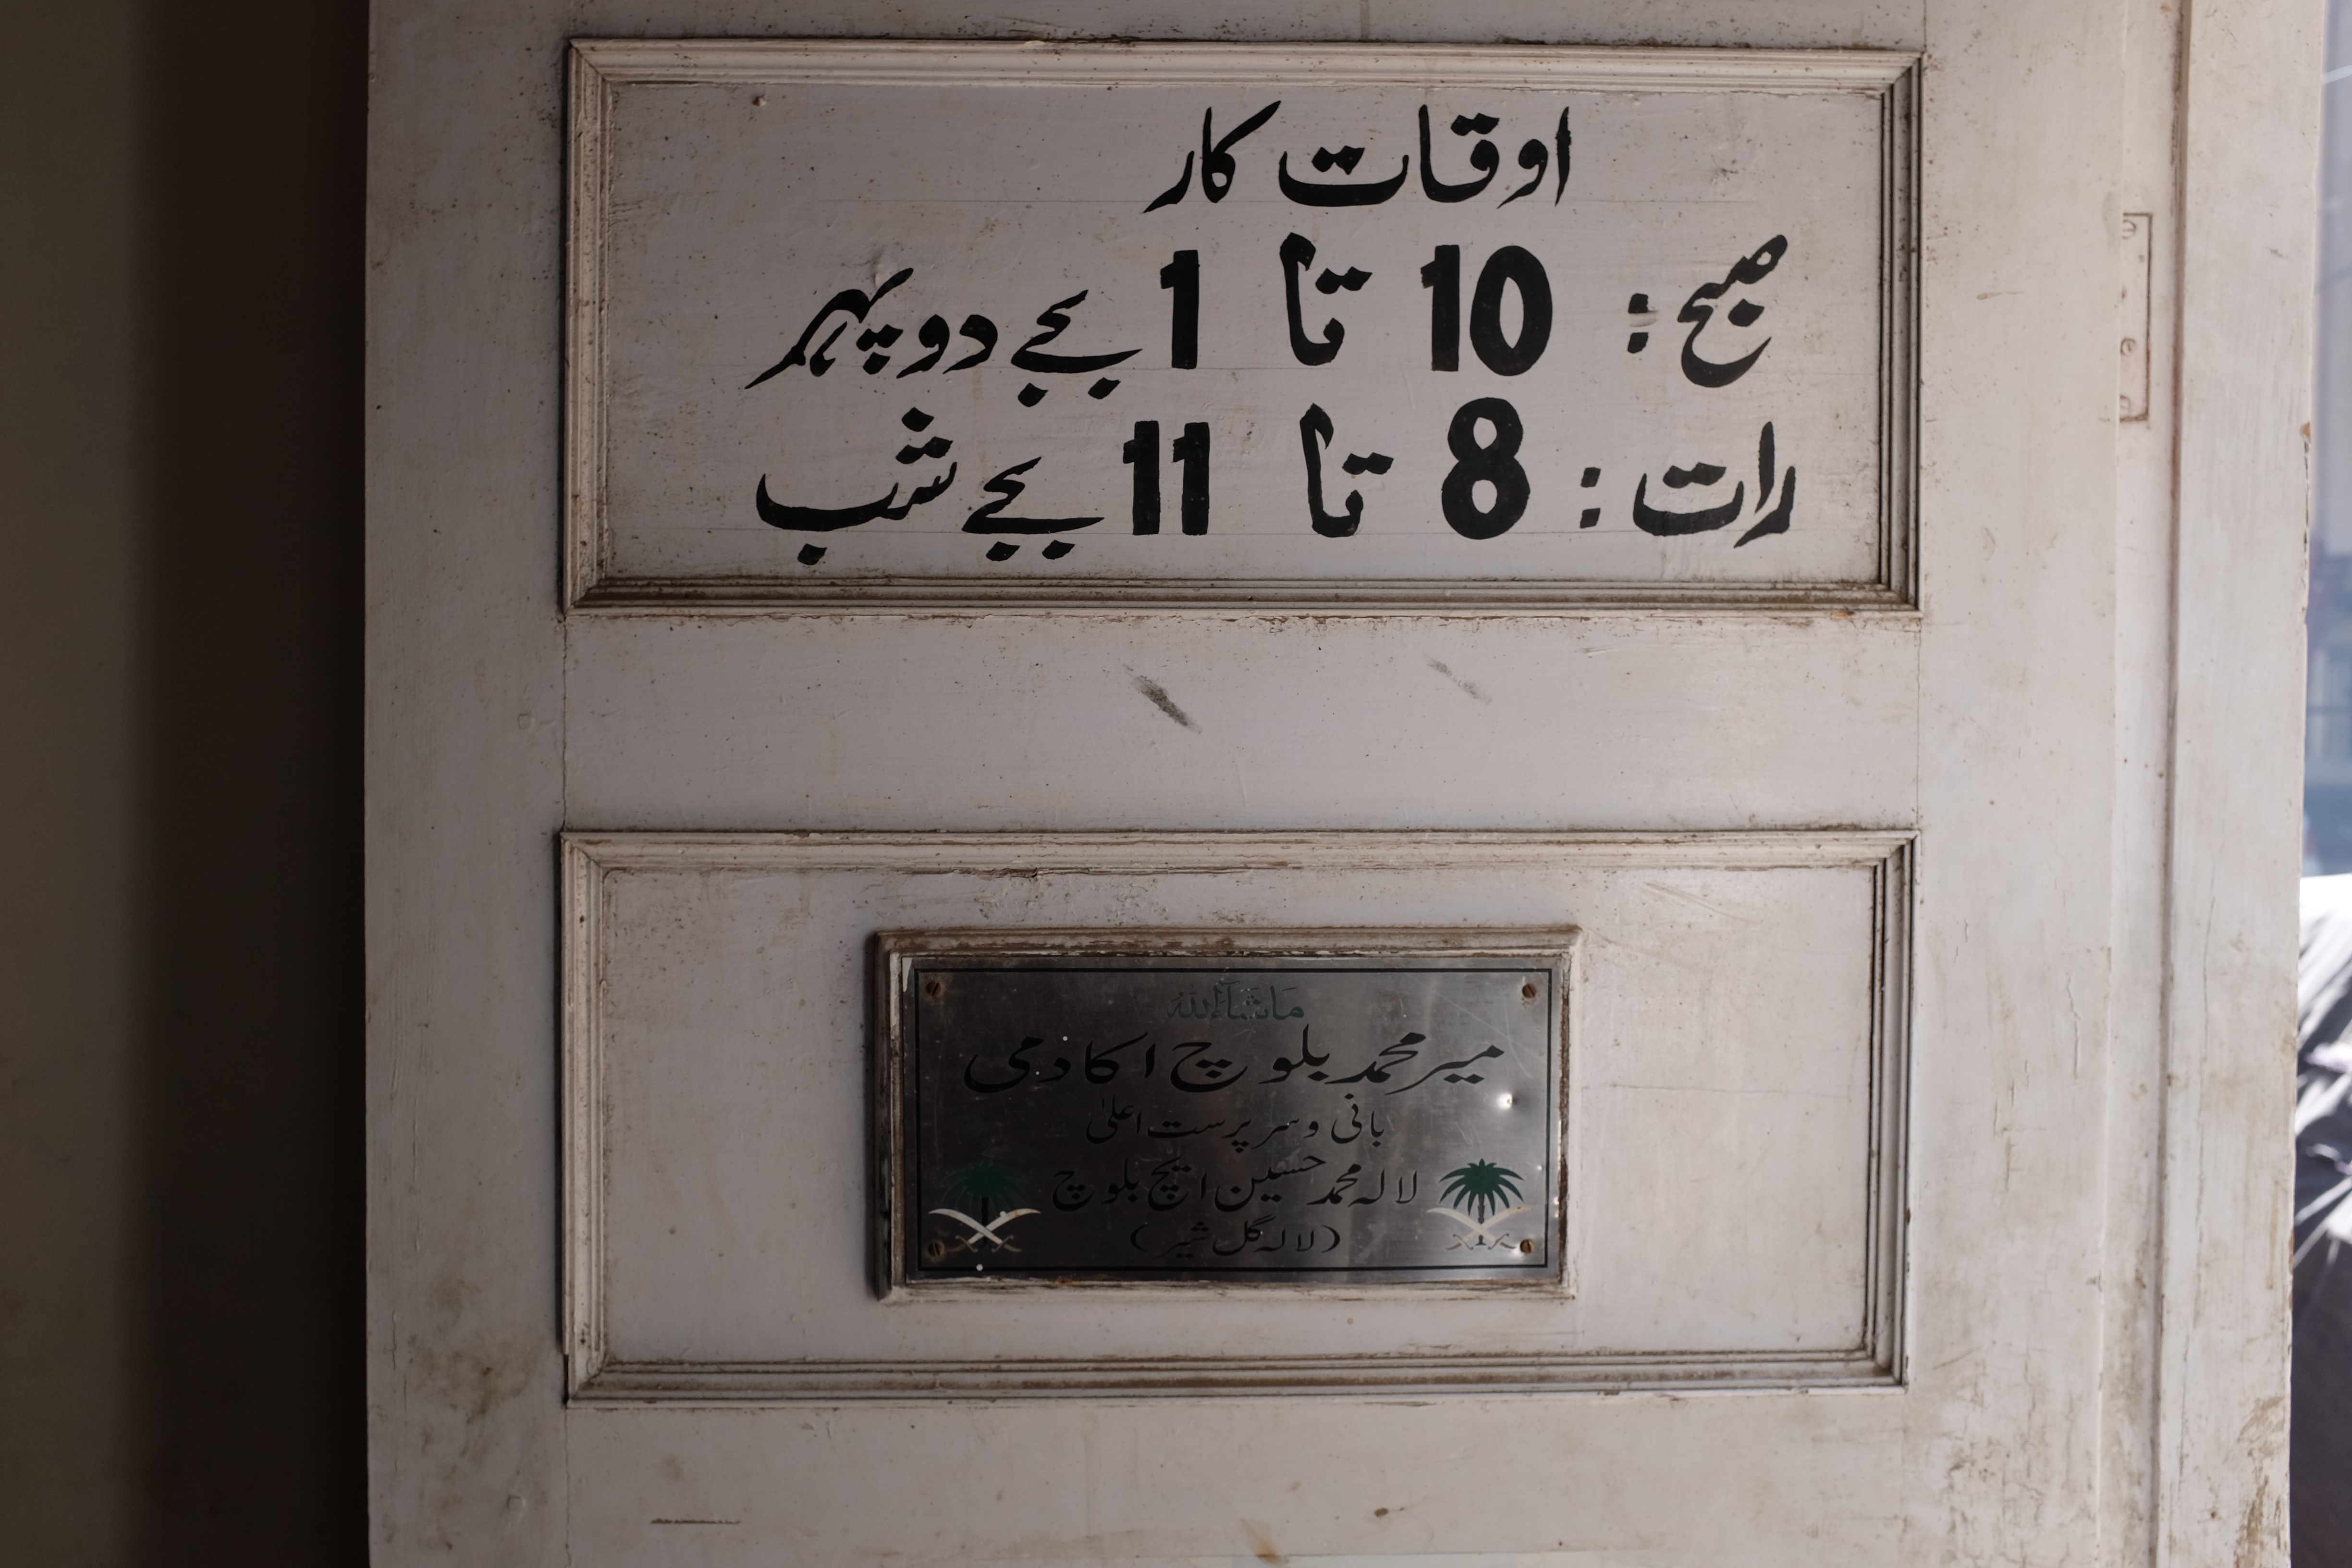 اوقات کار
صبح : 10 تا 1 بجے دوپہر
رات : 8 تا 11 بجے شب
ماشاءاللہ
میر محمد بلوچ اکادمی
بانی و سرپرست اعلیٰ
لالہ محمد حسین ایچ بلوچ
(لالہ گل شیر)